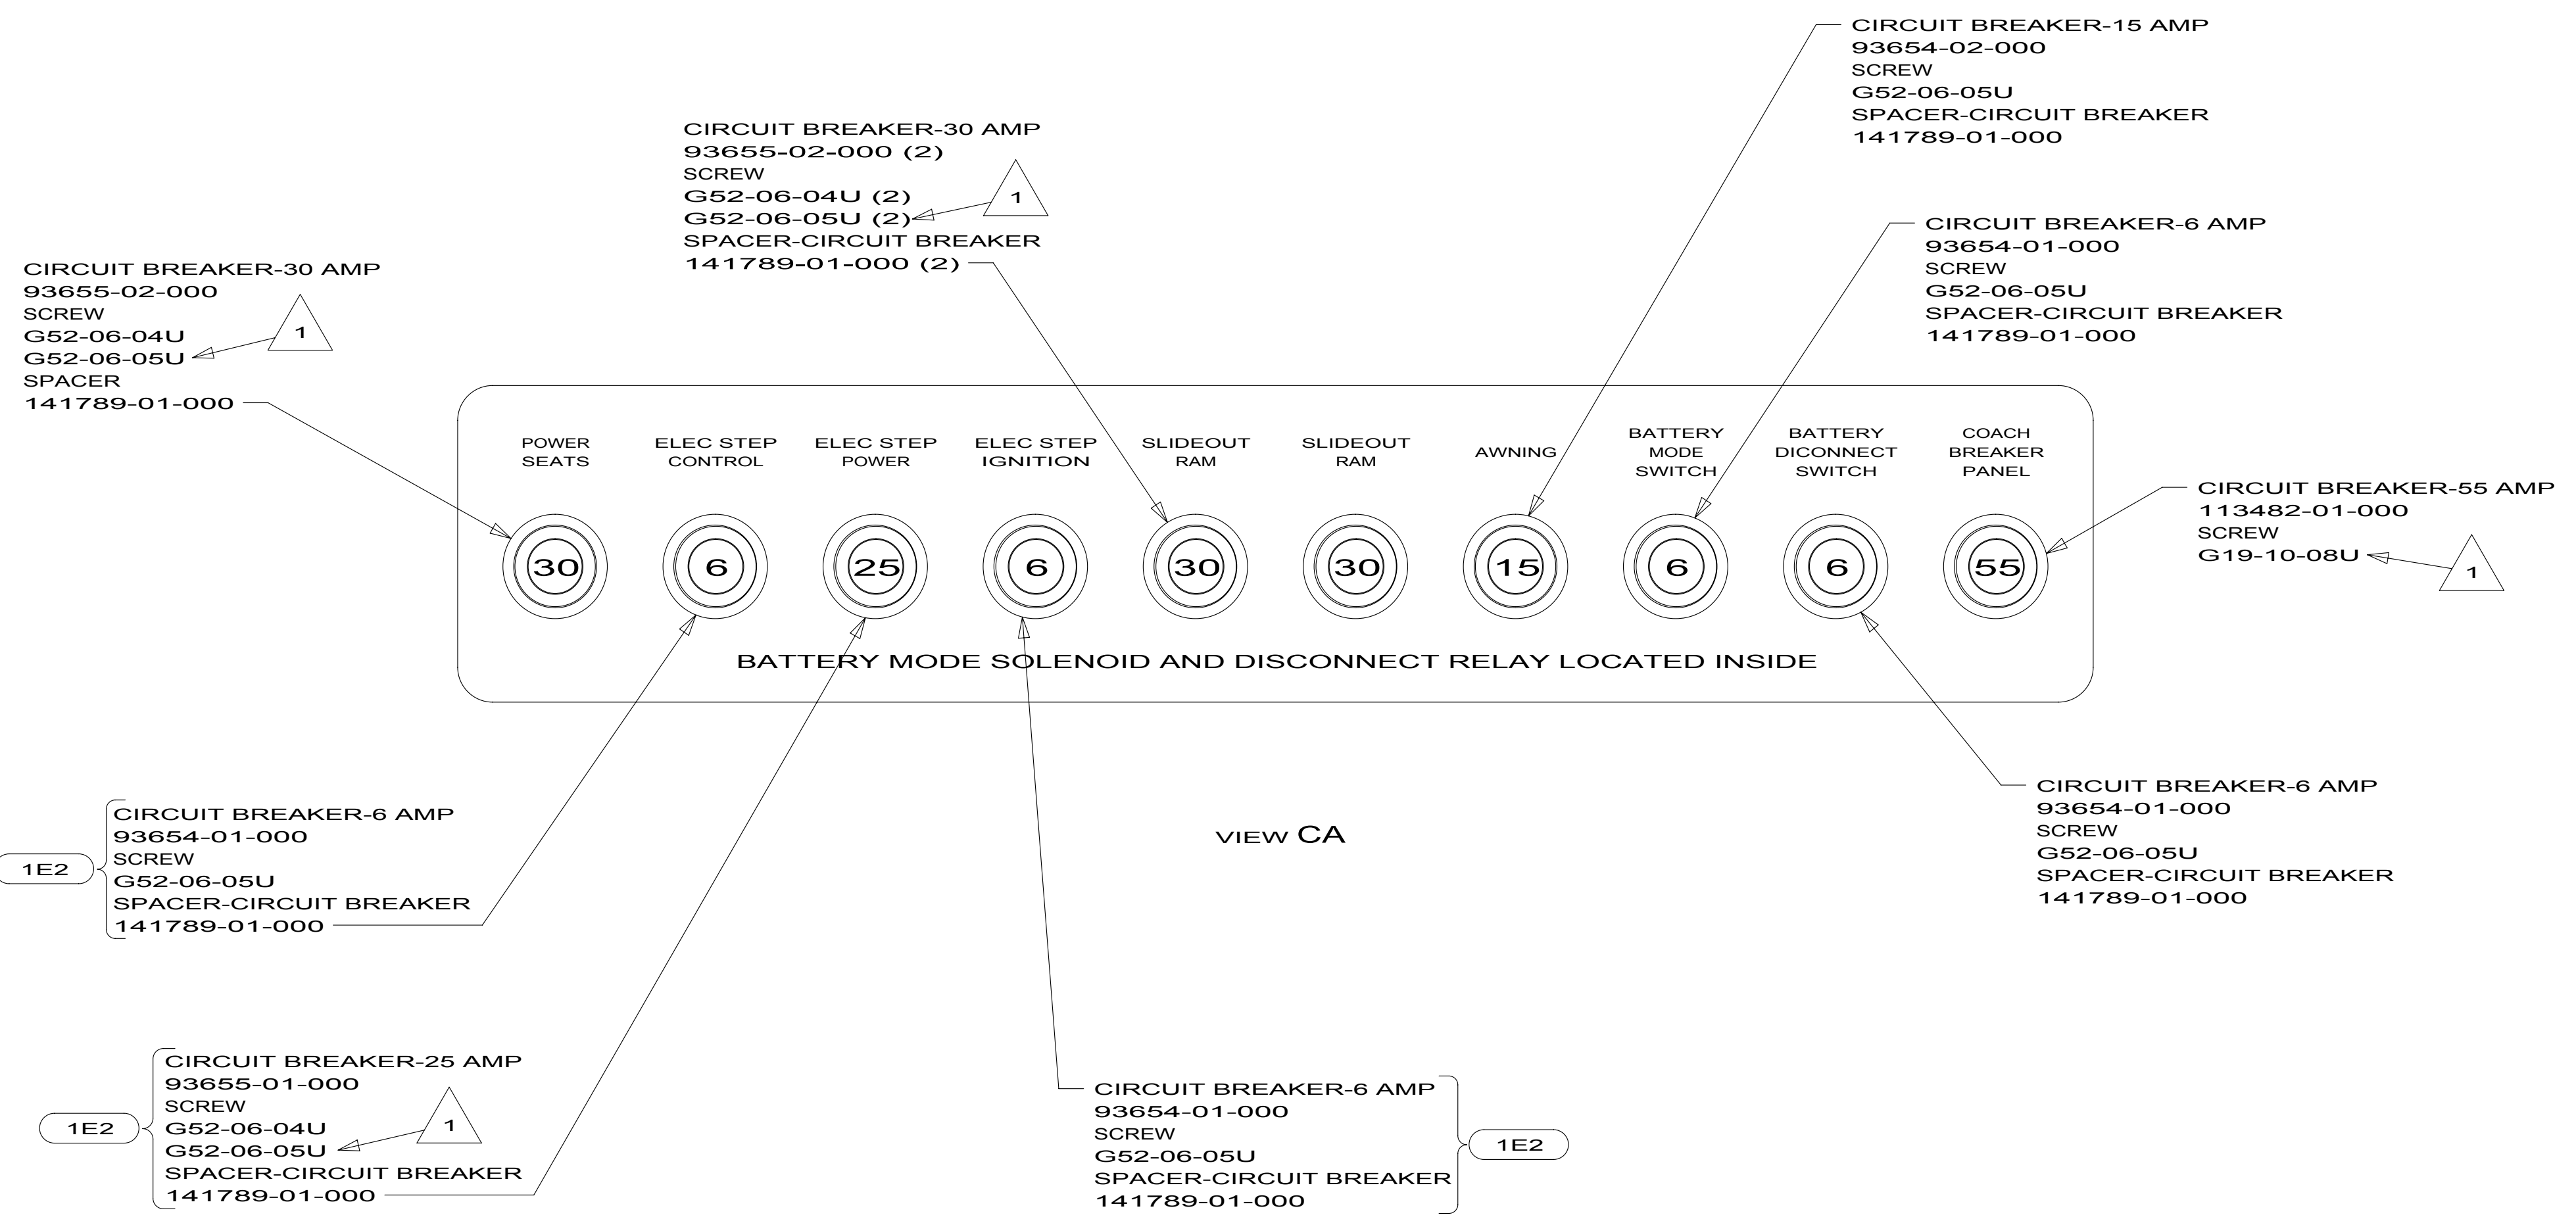 CIRCUIT BREAKER-15 AMP
93654-02-000
SCREW
G52-06-05U
SPACER-CIRCUIT BREAKER
141789-01-000
CIRCUIT BREAKER-30 AMP
93655-02-000 (2)
SCREW
G52-06-04U (2)
G52-06-05U (2)
SPACER-CIRCUIT BREAKER
141789-01-000 (2)
1
CIRCUIT BREAKER-6 AMP
93654-01-000
SCREW
G52-06-05U
SPACER-CIRCUIT BREAKER
141789-01-000
CIRCUIT BREAKER-30 AMP
93655-02-000
SCREW
G52-06-04U
G52-06-05U
SPACER
141789-01-000
1
POWER
SEATS
ELEC STEP
CONTROL
ELEC STEP
POWER
ELEC STEP
IGNITION
SLIDEOUT
RAM
SLIDEOUT
RAM
AWNING
BATTERY
MODE
SWITCH
BATTERY
DICONNECT
SWITCH
COACH
BREAKER
PANEL
30
6
25
6
30
30
15
6
6
55
BATTERY MODE SOLENOID AND DISCONNECT RELAY LOCATED INSIDE
CIRCUIT BREAKER-55 AMP
113482-01-000
SCREW
G19-10-08U
1
VIEW CA
1E2
CIRCUIT BREAKER-6 AMP
93654-01-000
SCREW
G52-06-05U
SPACER-CIRCUIT BREAKER
141789-01-000
CIRCUIT BREAKER-6 AMP
93654-01-000
SCREW
G52-06-05U
SPACER-CIRCUIT BREAKER
141789-01-000
1E2
CIRCUIT BREAKER-25 AMP
93655-01-000
SCREW
G52-06-04U
G52-06-05U
SPACER-CIRCUIT BREAKER
141789-01-000
1
CIRCUIT BREAKER-6 AMP
93654-01-000
SCREW
G52-06-05U
SPACER-CIRCUIT BREAKER
141789-01-000
1E2